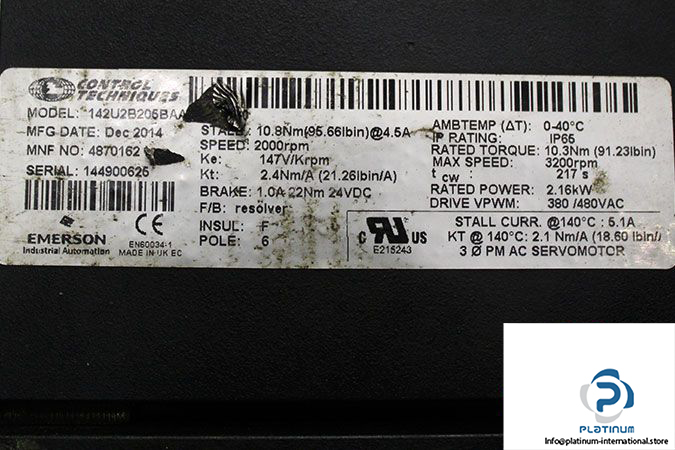 CONTROL
TECHNIQUES
MODEL: 142U2B205BAA
MFG DATE: Dec 2014
MNF NO: 4870162
SERIAL: 144900625
CE
EMERSON
Industrial Automation
EN60034-1
MADE IN UK EC
STALL: 10.8Nm(95.66lbin)@4.5A
SPEED: 2000rpm
Ke: 147V/Krpm
Kt: 2.4Nm/A (21.26lbin/A)
BRAKE: 1.0A 22Nm 24VDC
F/B: resolver
INSUL: F
POLE: 6
AMBTEMP (ΔT): 0-40°C
IP RATING: IP65
RATED TORQUE: 10.3Nm (91.23lbin)
MAX SPEED: 3200rpm
t cw : 217 s
RATED POWER: 2.16kW
DRIVE VPWM: 380 /480VAC
c RU US
E215243
STALL CURR. @140°C : 5.1A
KT @ 140°C: 2.1 Nm/A (18.60 lbin/
3 Ø PM AC SERVOMOTOR
PLATINUM
INTERNATIONAL
Email:info@platinum-international.store